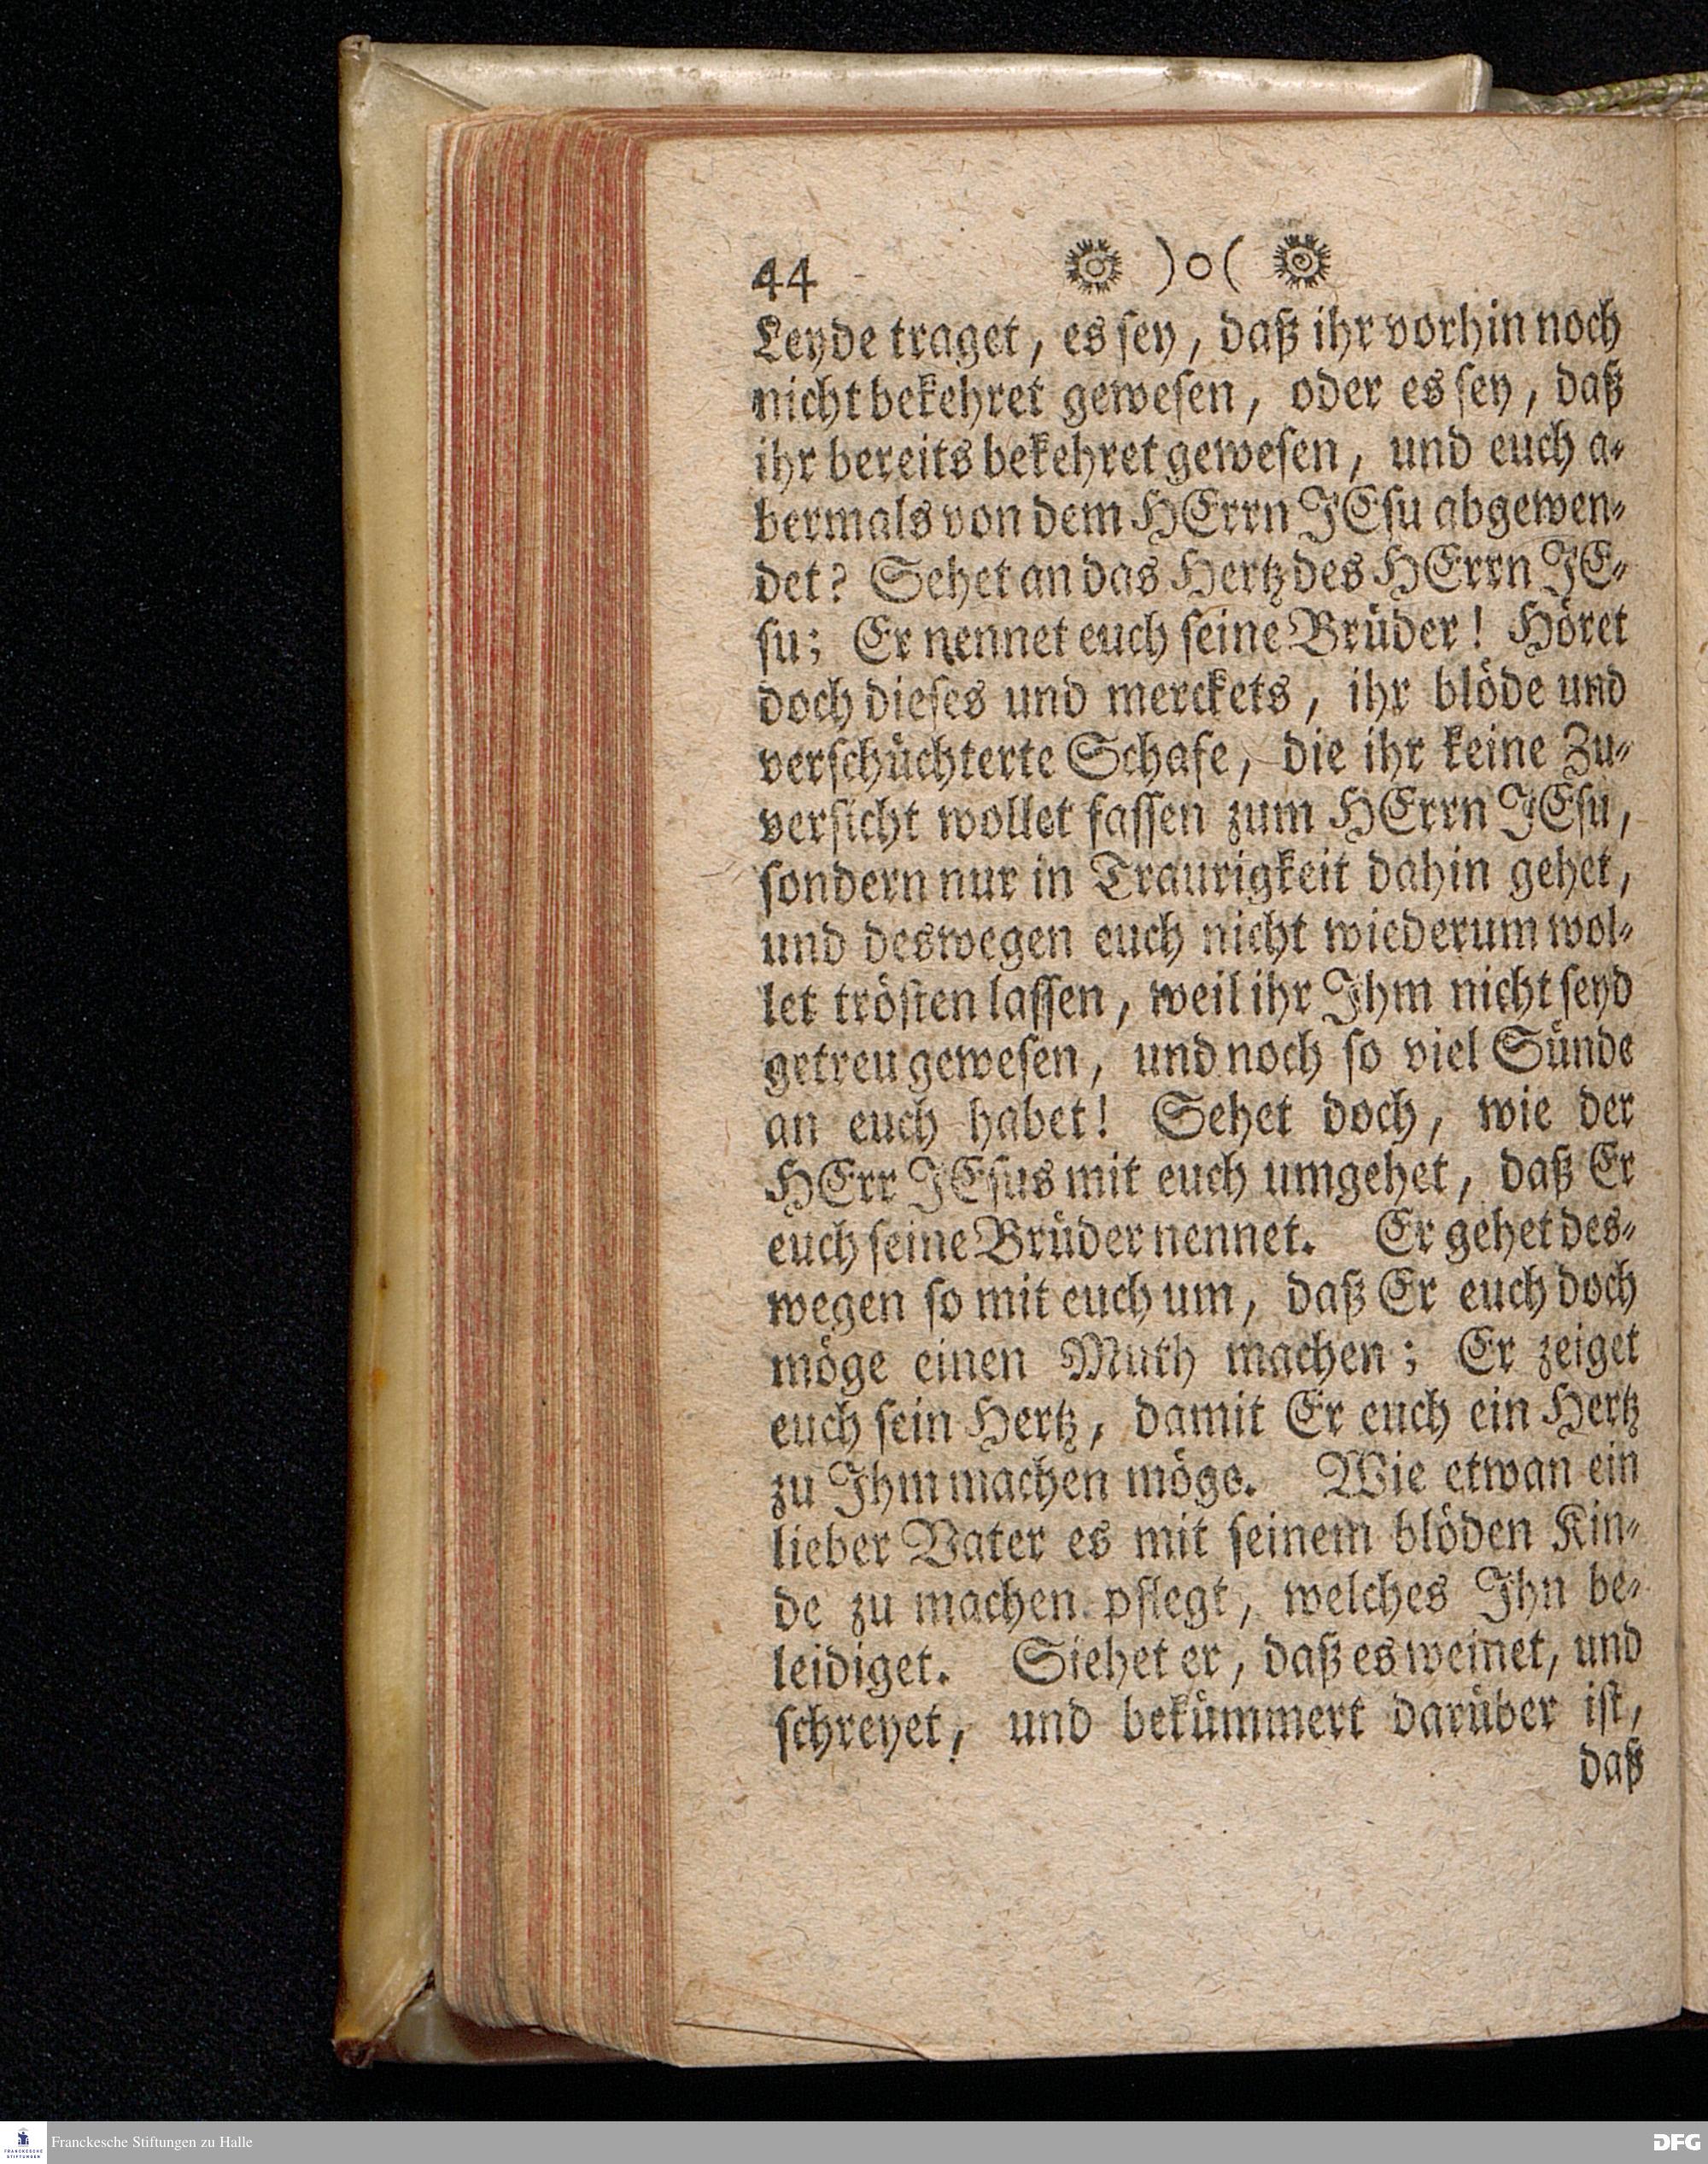 44 )o(
Leyde traget, es sey, daß ihr vorhin noch
nicht bekehret gewesen, oder es sey, daß
ihr bereits bekehret gewesen, und euch a-
bermals von dem HErrn JEsu abgewen-
det? Sehet an das Hertz des HErrn JE-
su; Er nennet euch seine Brüder! Höret
doch dieses und merckets, ihr blöde und
verschüchterte Schafe, die ihr keine Zu-
versicht wollet fassen zum HErrn JEsu,
sondern nur in Traurigkeit dahin gehet,
und deswegen euch nicht wiederum wol-
let trösten lassen, weil ihr Ihm nicht seyd
getreu gewesen, und noch so viel Sünde
an euch habet! Sehet doch, wie der
HErr JEsus mit euch umgehet, daß Er
euch seine Brüder nennet. Er gehet des-
wegen so mit euch um, daß Er euch doch
möge einen Muth machen; Er zeiget
euch sein Hertz, damit Er euch ein Hertz
zu Ihm machen möge. Wie etwan ein
lieber Vater es mit seinem blöden Kin-
de zu machen pflegt, welches Ihn be-
leidiget. Siehet er, daß es weinet, und
schreyet, und bekümmert darüber ist,
daß
FRANCKESCHE
STIFTUNGEN
Franckesche Stiftungen zu Halle
DFG